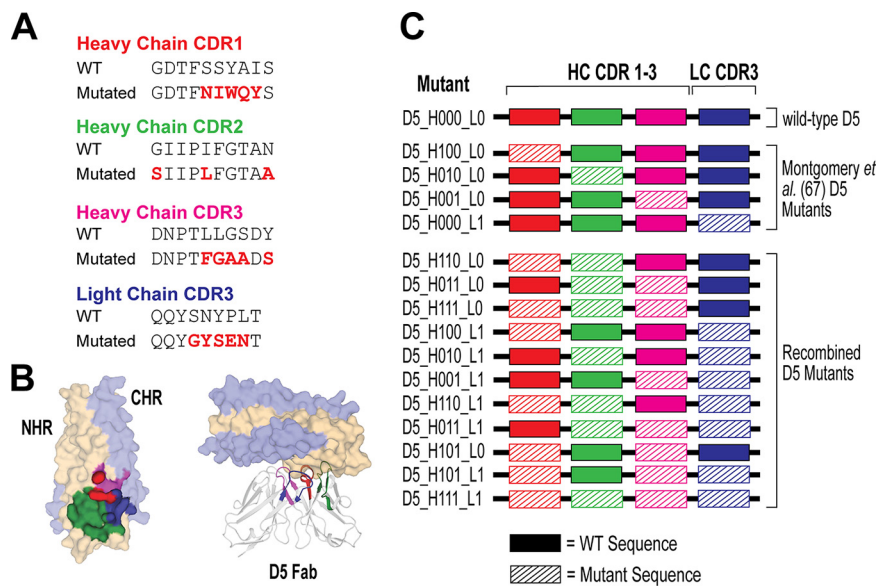 A
Heavy Chain CDR1
WT GDTFSSYAIS
Mutated GDTFNIWQYS
Heavy Chain CDR2
WT GIIPIFGTAN
Mutated SIIPLFGTAA
Heavy Chain CDR3
WT DNPTLLGSDY
Mutated DNPTFGAADS
Light Chain CDR3
WT QQYSNYPLT
Mutated QQYGYSENT
B
NHR
CHR
D5 Fab
C
Mutant
HC CDR 1-3
LC CDR3
D5_H000_L0
wild-type D5
D5_H100_L0
D5_H010_L0
D5_H001_L0
D5_H000_L1
Montgomery et
al. (67) D5
Mutants
D5_H110_L0
D5_H011_L0
D5_H111_L0
D5_H100_L1
D5_H010_L1
D5_H001_L1
D5_H110_L1
D5_H011_L1
D5_H101_L0
D5_H101_L1
D5_H111_L1
Recombined
D5 Mutants
= WT Sequence
= Mutant Sequence